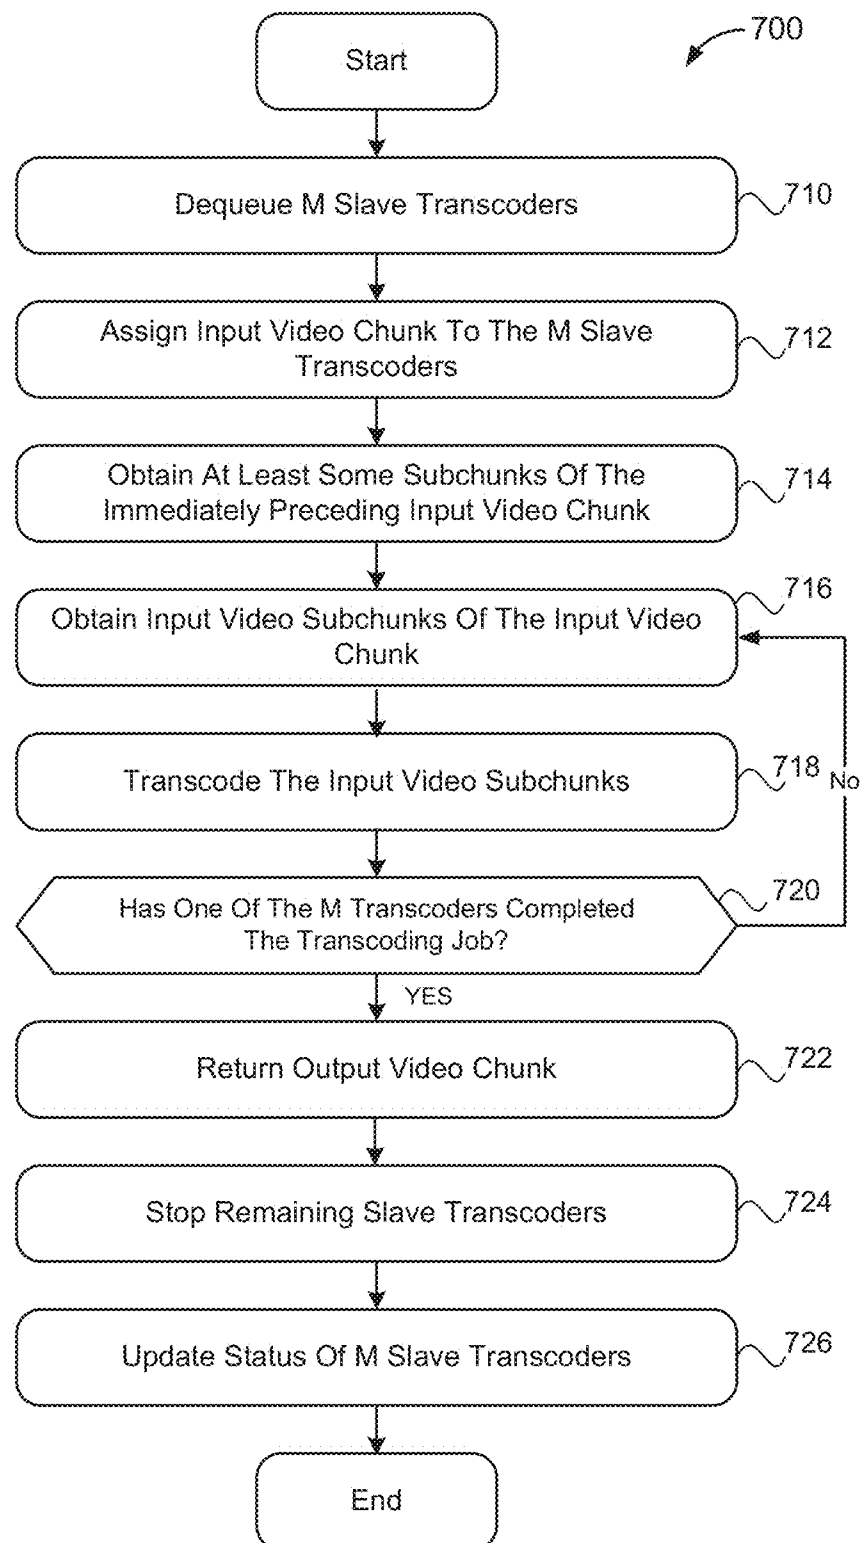 700
Start
Dequeue M Slave Transcoders
710
Assign Input Video Chunk To The M Slave
Transcoders
712
Obtain At Least Some Subchunks Of The
Immediately Preceding Input Video Chunk
714
Obtain Input Video Subchunks Of The Input Video
Chunk
716
Transcode The Input Video Subchunks
718
No
Has One Of The M Transcoders Completed
The Transcoding Job?
720
YES
Return Output Video Chunk
722
Stop Remaining Slave Transcoders
724
Update Status Of M Slave Transcoders
726
End